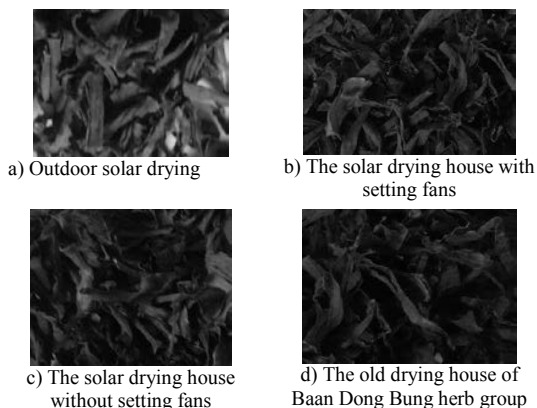 a) Outdoor solar drying
b) The solar drying house with
setting fans
c) The solar drying house
without setting fans
d) The old drying house of
Baan Dong Bung herb group